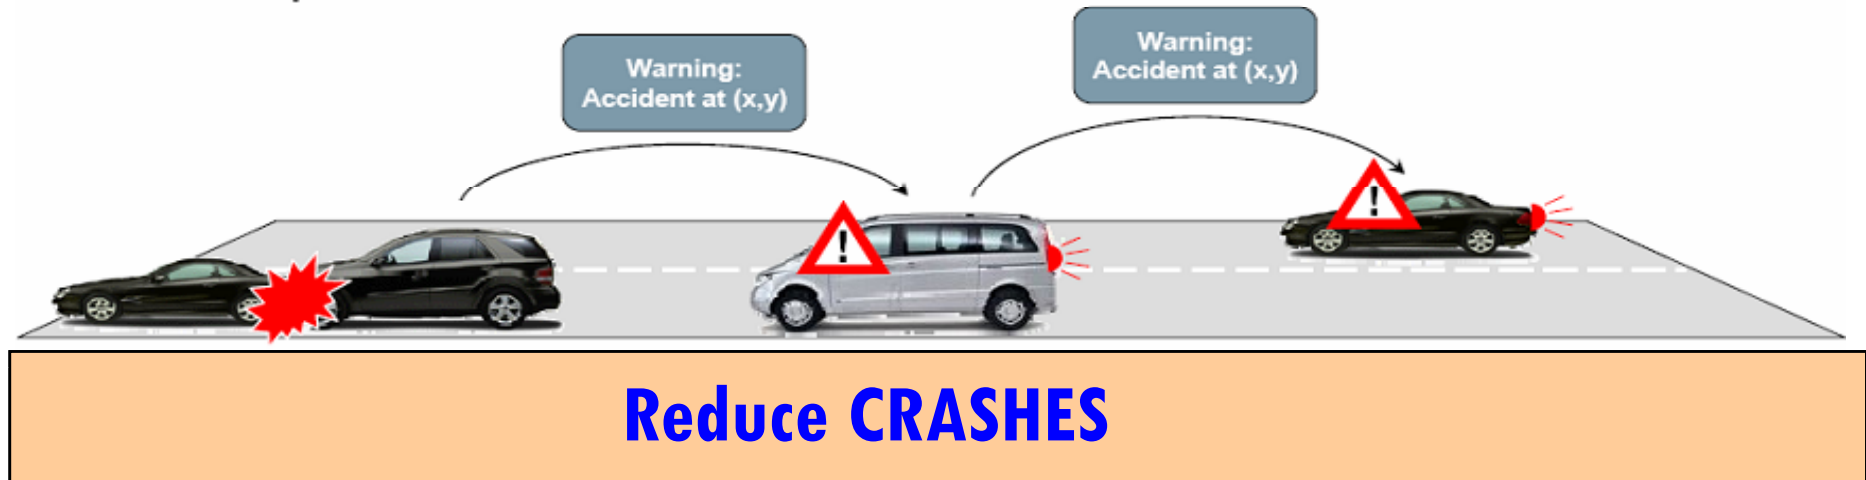 Warning:
Accident at (x,y)
Warning:
Accident at (x,y)
!
!
Reduce CRASHES